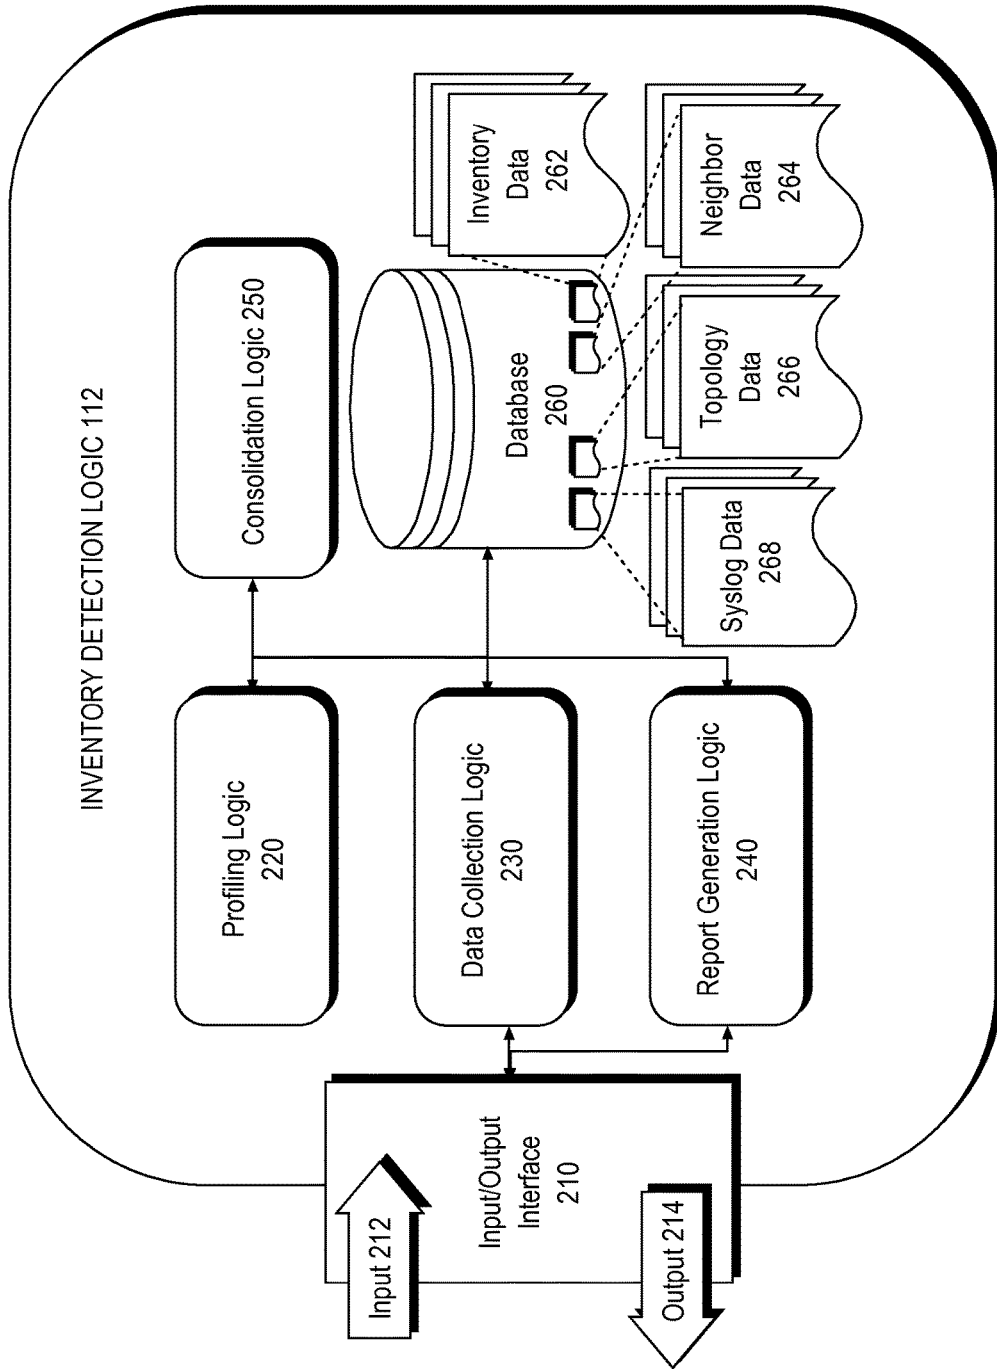 INVENTORY DETECTION LOGIC 112
Input 212
Input/Output
Interface
210
Output 214
Profiling Logic
220
Data Collection Logic
230
Report Generation Logic
240
Consolidation Logic 250
Database
260
Inventory
Data
262
Neighbor
Data
264
Topology
Data
266
Syslog Data
268